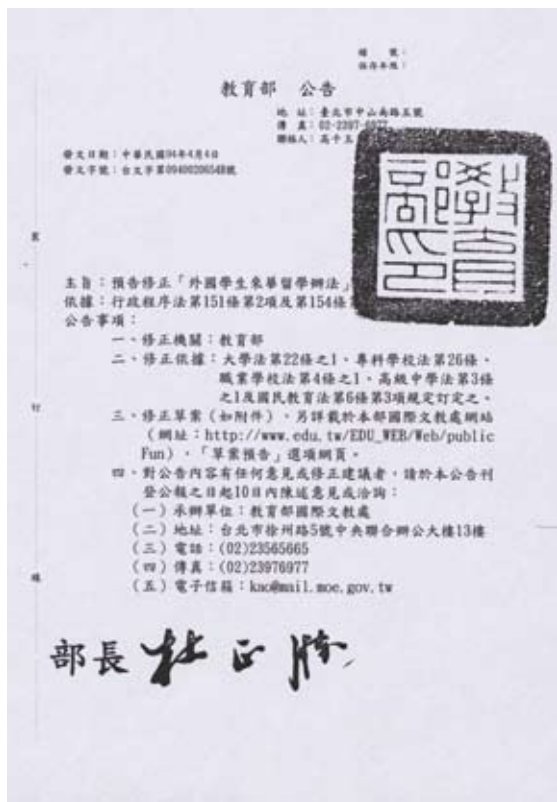 檔　號：
保存年限：
教育部　公告
地　址：臺北市中山南路五號
傳　真：02-2397-6977
聯絡人：高千玉
發文日期：中華民國94年4月4日
發文字號：台文字第0940020654B號
教育部印
裝
主旨：預告修正「外國學生來華留學辦法」
依據：行政程序法第151條第2項及第154條
公告事項：
一、修正機關：教育部
二、修正依據：大學法第22條之1、專科學校法第26條、
職業學校法第4條之1、高級中學法第3條
之1及國民教育法第6條第3項規定訂定之。
訂
三、修正草案（如附件），另詳載於本部國際文教處網站
（網址：http://www.edu.tw/EDU_WEB/Web/public
Fun），「草案預告」選項網頁。
四、對公告內容有任何意見或修正建議者，請於本公告刊
登公報之日起10日內陳述意見或洽詢：
（一）承辦單位：教育部國際文教處
（二）地址：台北市徐州路5號中央聯合辦公大樓13樓
（三）電話：(02)23565665
（四）傳真：(02)23976977
線
（五）電子信箱：kao@mail.moe.gov.tw
部長 杜正勝